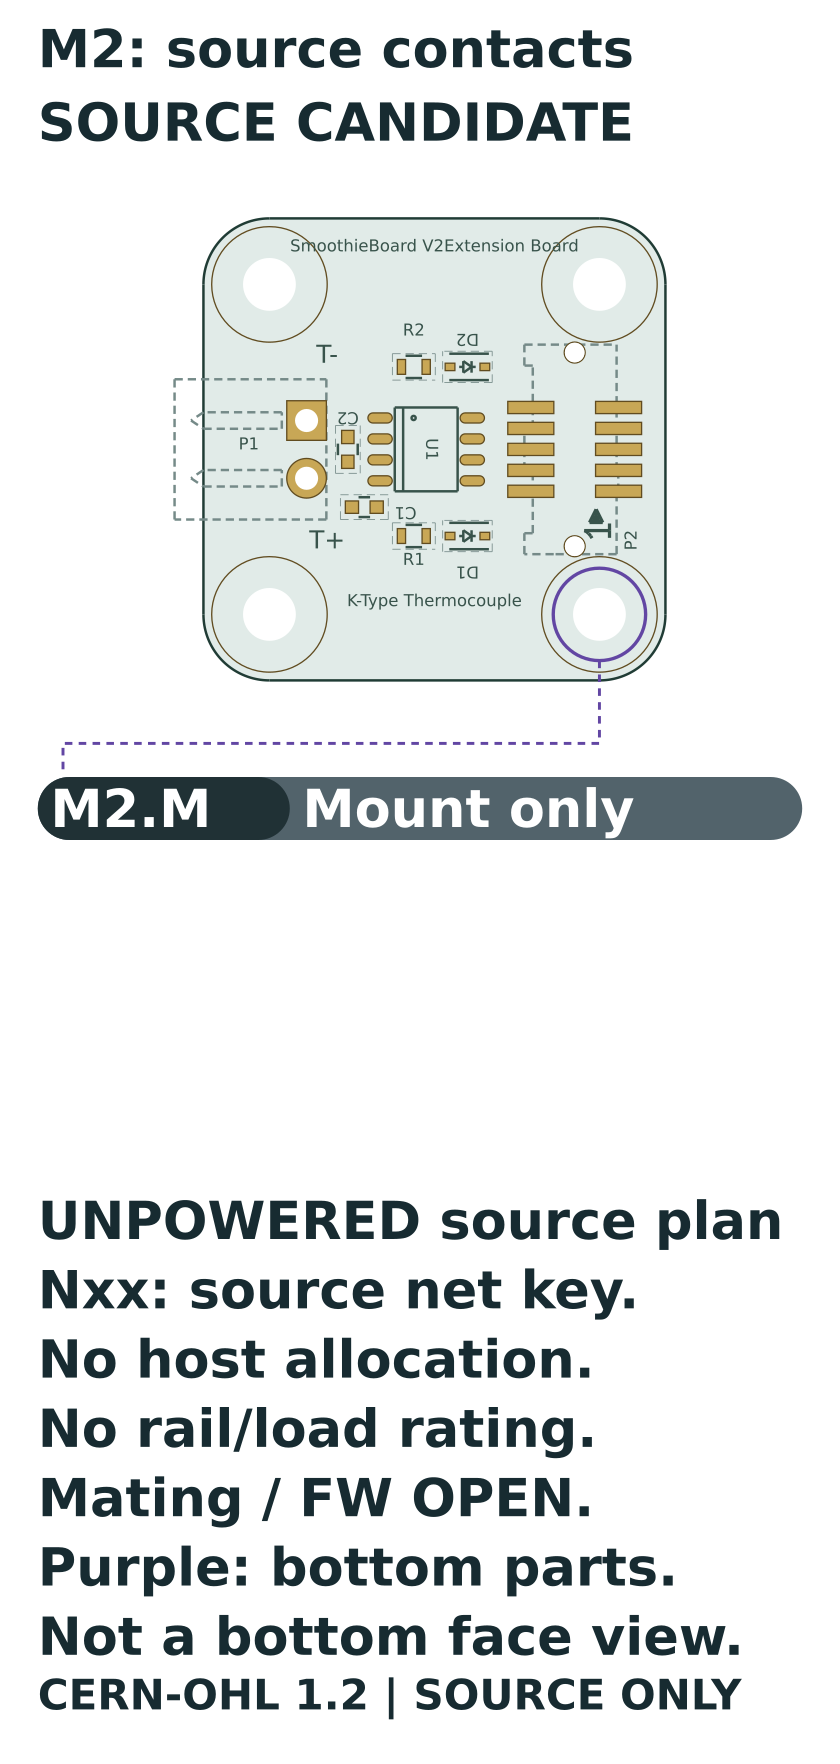 M2: source contacts
SOURCE CANDIDATE
SmoothieBoard V2Extension Board
R2
D2
T-
C2
P1
U1
C1
T+
1
P2
R1
D1
K-Type Thermocouple
M2.M Mount only
UNPOWERED source plan
Nxx: source net key.
No host allocation.
No rail/load rating.
Mating / FW OPEN.
Purple: bottom parts.
Not a bottom face view.
CERN-OHL 1.2 | SOURCE ONLY